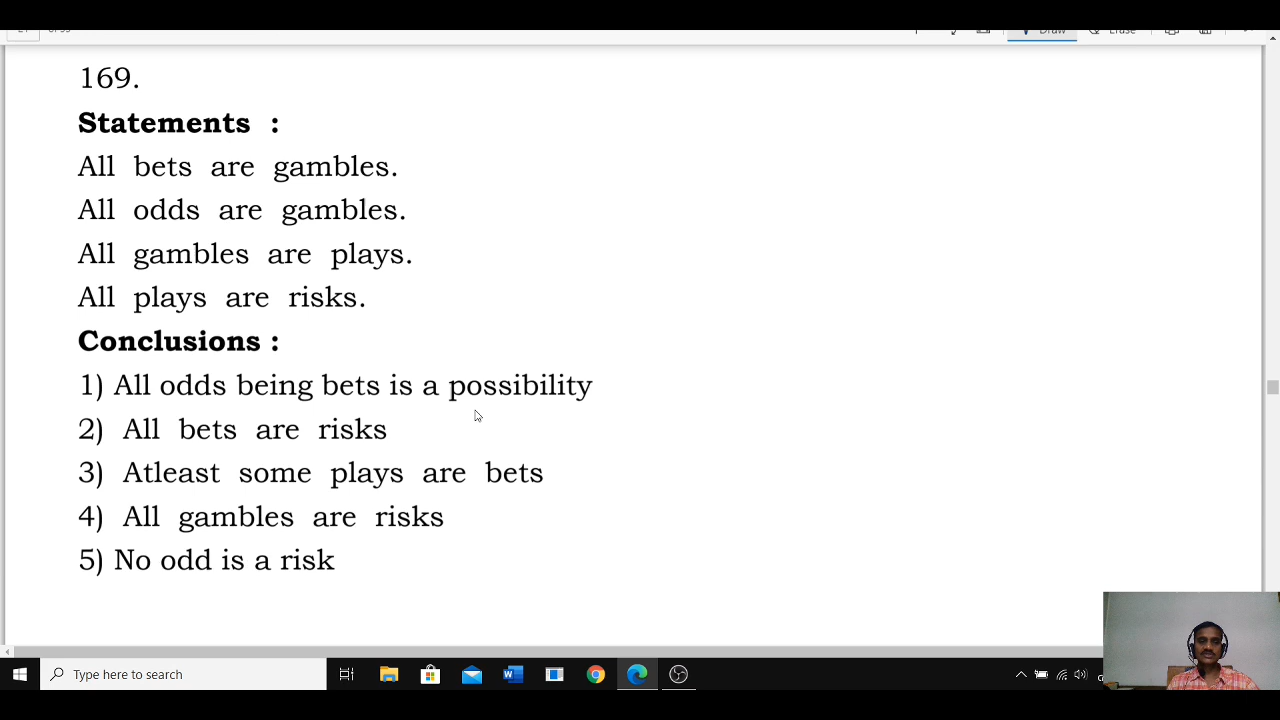 169.
Statements :
All bets are gambles.
All odds are gambles.
All gambles are plays.
All plays are risks.
Conclusions :
1) All odds being bets is a possibility
2) All bets are risks
3) Atleast some plays are bets
4) All gambles are risks
5) No odd is a risk
Type here to search